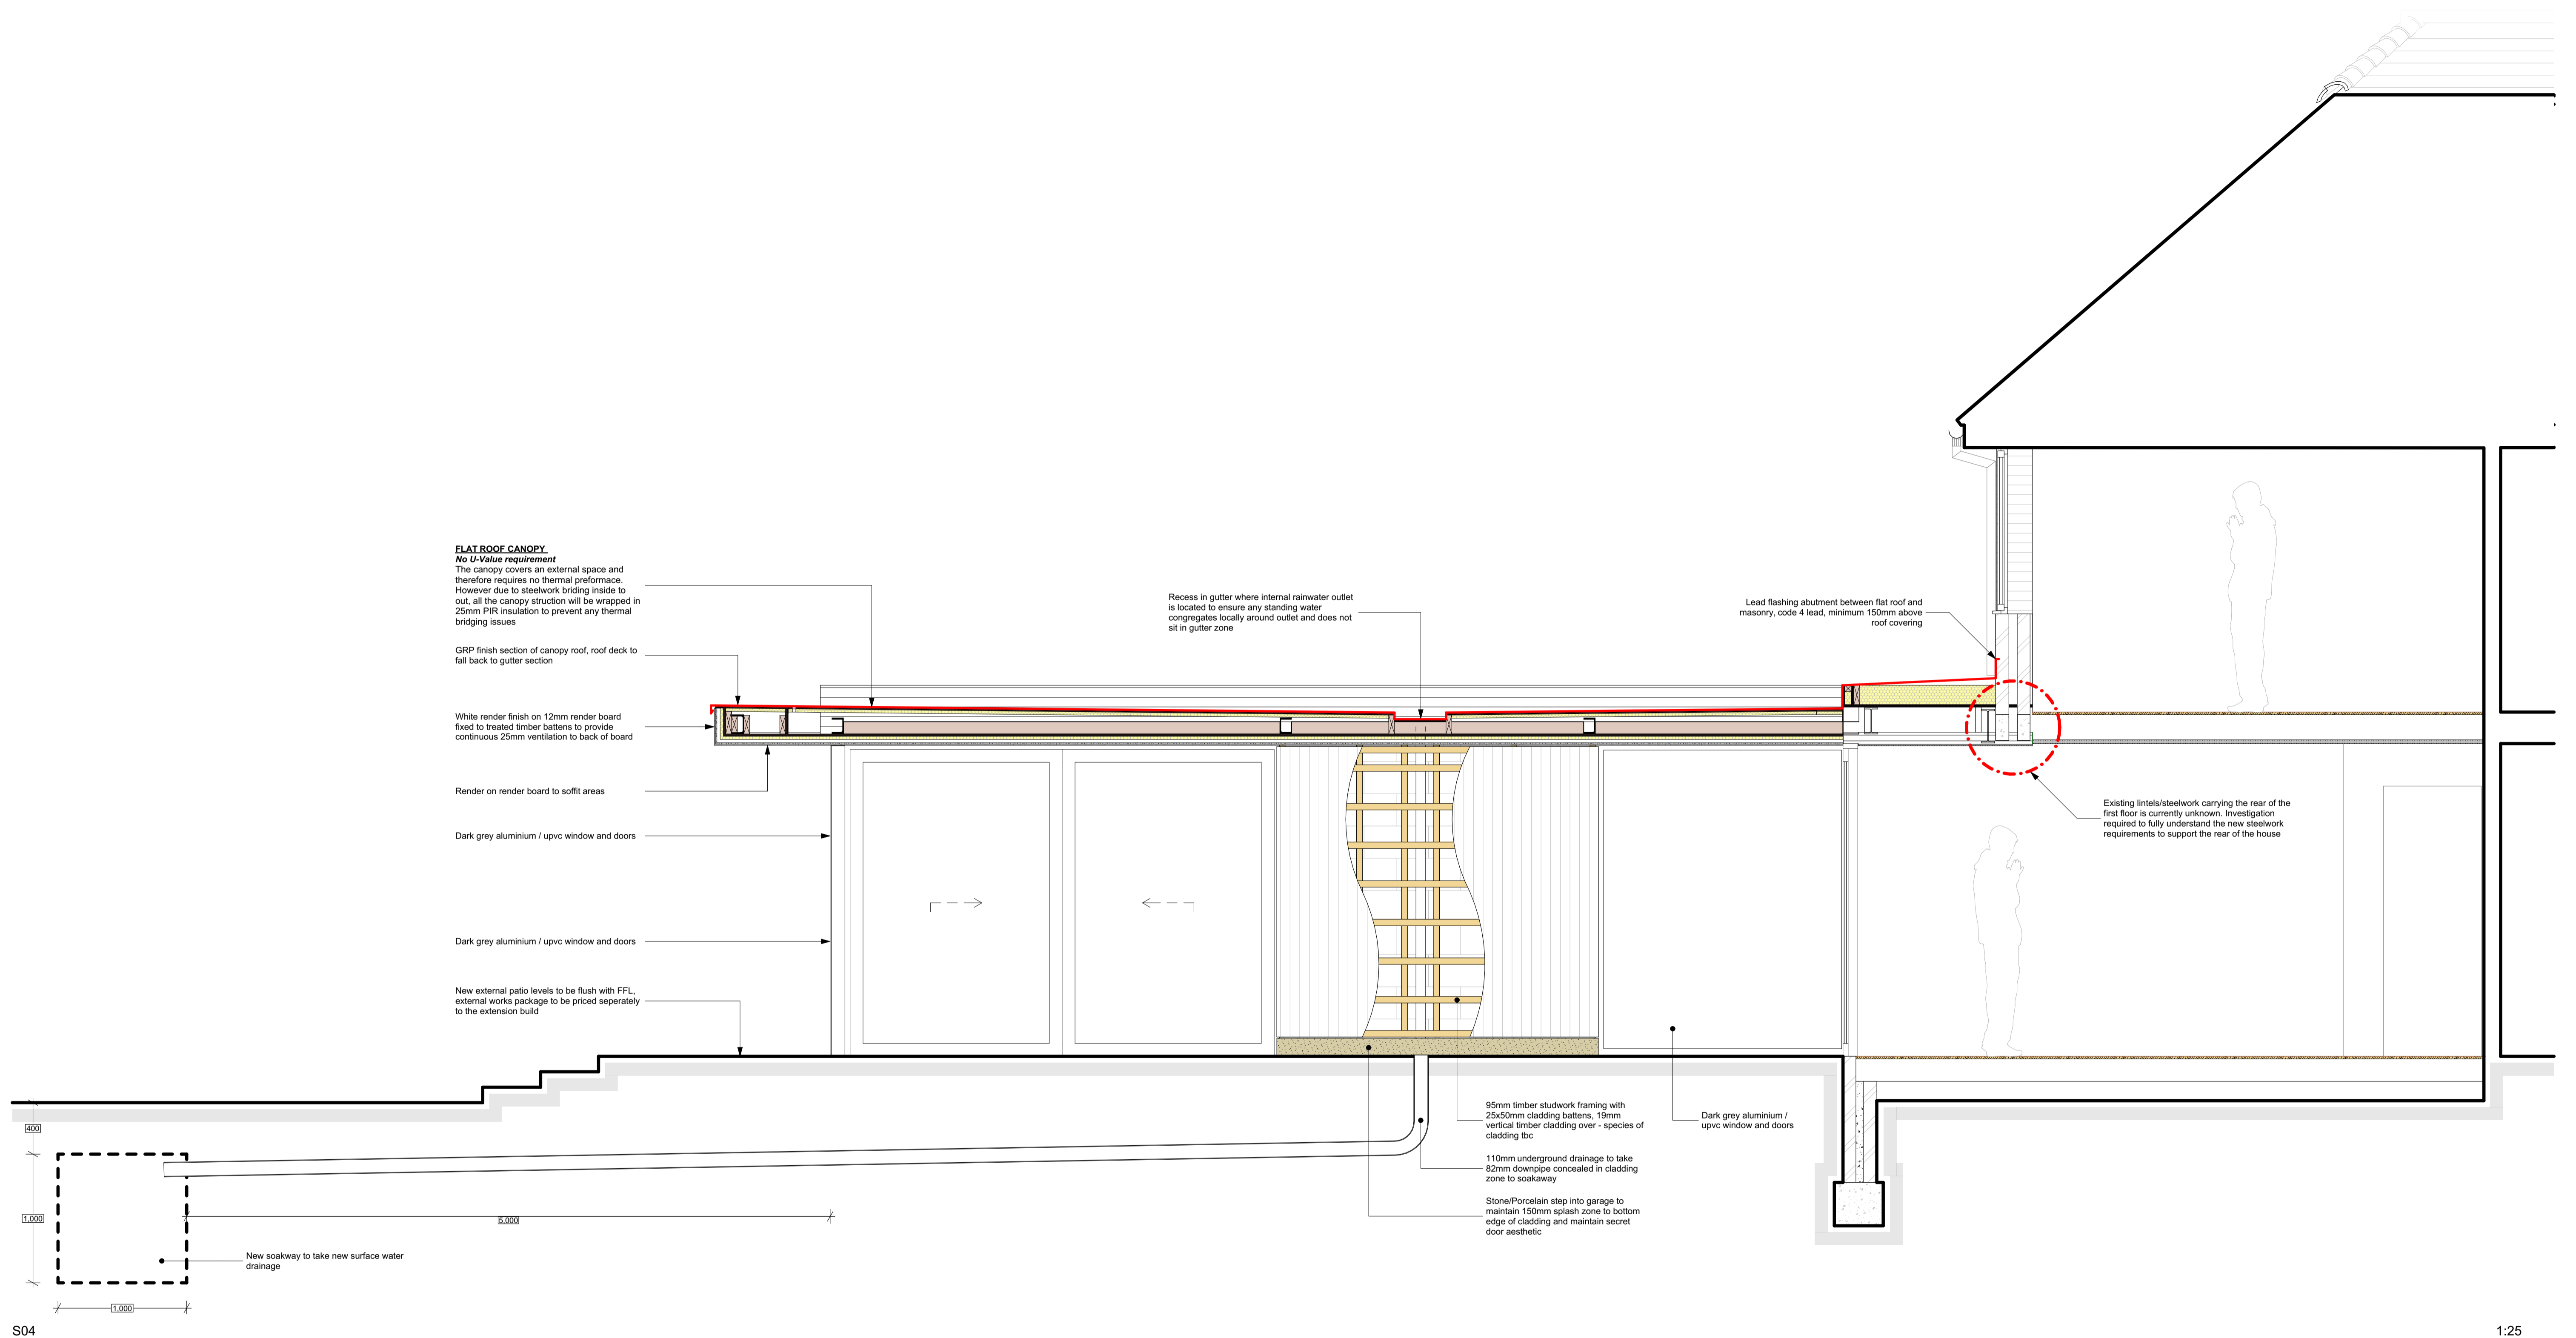 FLAT ROOF CANOPY
No U-Value requirement
The canopy covers an external space and
therefore requires no thermal preformace.
However due to steelwork briding inside to
out, all the canopy struction will be wrapped in
25mm PIR insulation to prevent any thermal
bridging issues
GRP finish section of canopy roof, roof deck to
fall back to gutter section
White render finish on 12mm render board
fixed to treated timber battens to provide
continuous 25mm ventilation to back of board
Render on render board to soffit areas
Dark grey aluminium / upvc window and doors
Dark grey aluminium / upvc window and doors
New external patio levels to be flush with FFL,
external works package to be priced seperately
to the extension build
Recess in gutter where internal rainwater outlet
is located to ensure any standing water
congregates locally around outlet and does not
sit in gutter zone
Lead flashing abutment between flat roof and
masonry, code 4 lead, minimum 150mm above
roof covering
Existing lintels/steelwork carrying the rear of the
first floor is currently unknown. Investigation
required to fully understand the new steelwork
requirements to support the rear of the house
95mm timber studwork framing with
25x50mm cladding battens, 19mm
vertical timber cladding over - species of
cladding tbc
110mm underground drainage to take
82mm downpipe concealed in cladding
zone to soakaway
Stone/Porcelain step into garage to
maintain 150mm splash zone to bottom
edge of cladding and maintain secret
door aesthetic
Dark grey aluminium /
upvc window and doors
400
1,000
5,000
New soakway to take new surface water
drainage
1,000
S04
1:25